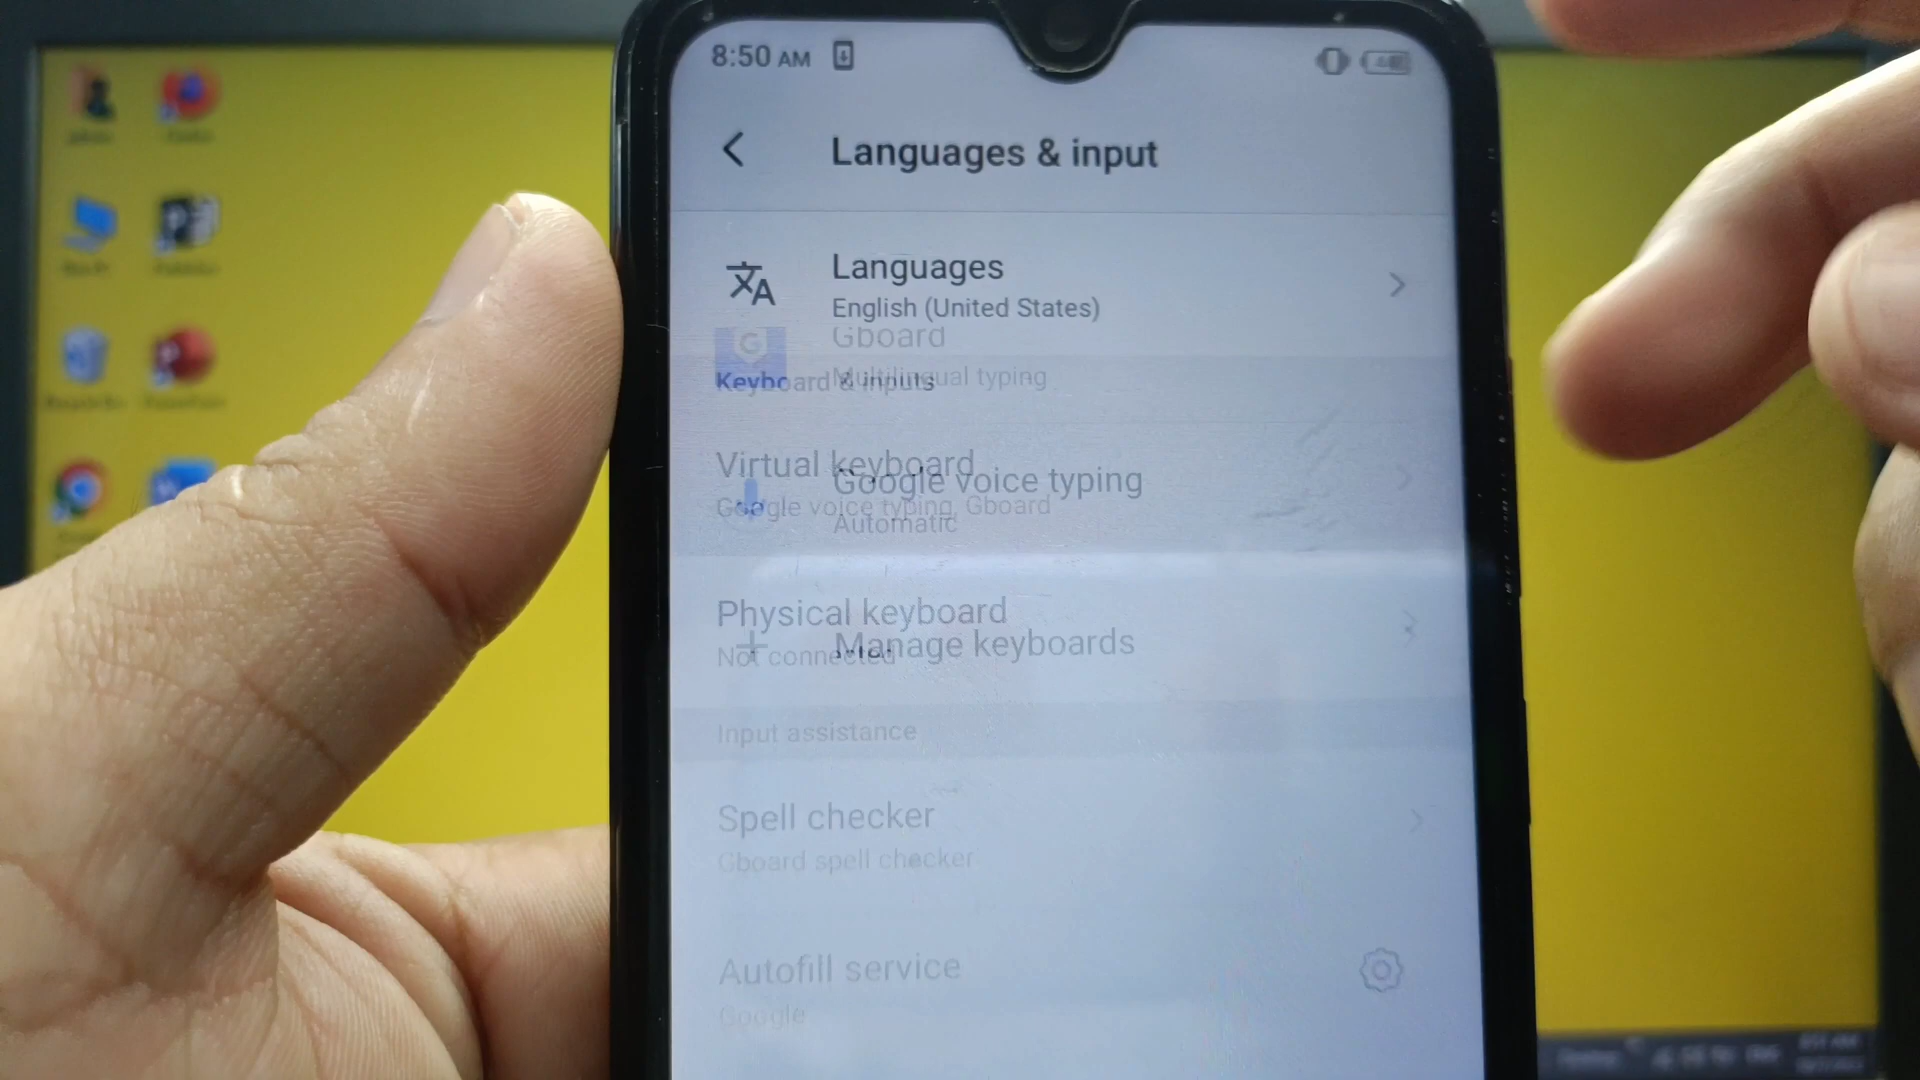 8:50 AM
Languages & input
Languages
English (United States)
Gboard
Multilingual typing
Keyboard & inputs
Virtual keyboard
Google voice typing
Google voice typing, Gboard
Automatic
Physical keyboard
Manage keyboards
Not connected
Input assistance
Spell checker
Gboard spell checker
Autofill service
Google